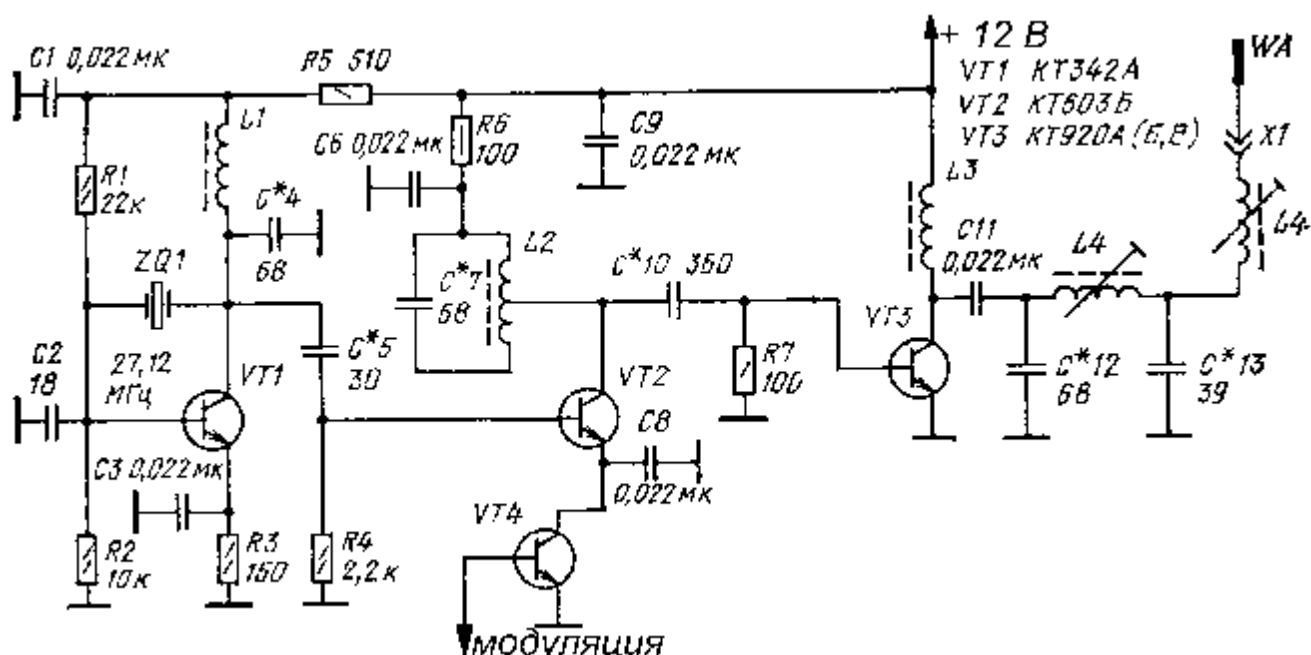 C1 0,022 мк
R5 510
+ 12 В
VT1 КТ342А
VT2 КТ603Б
VT3 КТ920А (Б,В)
WA
X1
L1
C6 0,022 мк
R6
100
C9
0,022 мк
L3
R1
22к
C*4
68
L2
C11
0,022 мк
L4
L4
ZQ1
C*7
68
C*10
VT3
C2
18
27,12
МГц
VT1
C*5
30
VT2
R7
100
C*12
68
C*13
39
C3 0,022 мк
C8
0,022 мк
VT4
R2
10к
R3
R4
2,2к
модуляция